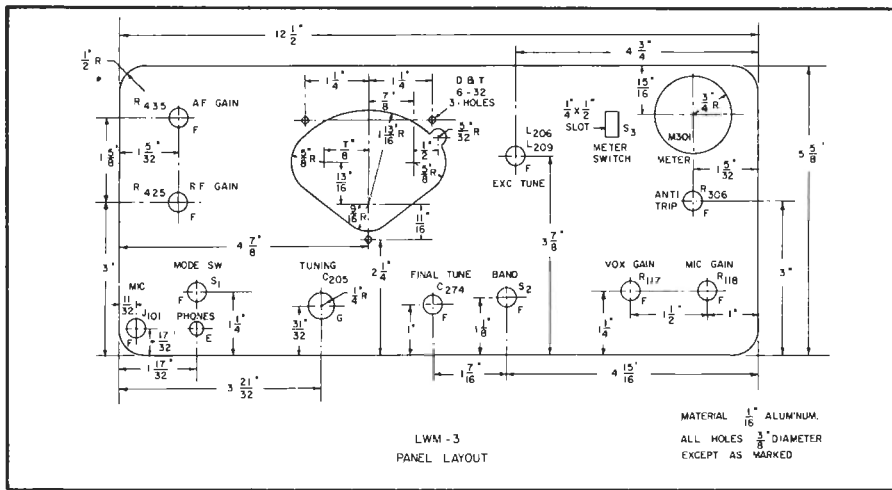 12 1/2"
4 3/4"
1/2" R
1 1/4"
1 1/4"
D & T
6-32
3-HOLES
7/8"
15/16"
3/4" R
R 435 AF GAIN
F
1/4" x 1/2"
SLOT
S3
METER
SWITCH
M301
METER
13/16" R
5/32" R
L206
L209
F
EXC TUNE
1 5/8"
1 5/32"
5/8" R
7/8"
1/2"
5/8" R
13/16"
5 5/8"
1 5/32"
R 425 RF GAIN
F
9/16" R
11/16"
ANTI
TRIP
R 306
F
4 7/8"
3 7/8"
3"
2 1/4"
3"
MODE SW
S1
F
TUNING
C205
1/4" R
G
FINAL TUNE
C274
F
BAND
S2
F
VOX GAIN
R117
F
MIC GAIN
R118
F
MIC
11/32"
J101
F
PHONES
E
17/32"
1 1/4"
31/32"
1"
1 1/8"
1 1/4"
1 1/2"
1"
1 17/32"
3 21/32"
1 7/16"
4 15/16"
LWM-3
PANEL LAYOUT
MATERIAL 1/16" ALUMINUM.
ALL HOLES 3/8" DIAMETER
EXCEPT AS MARKED